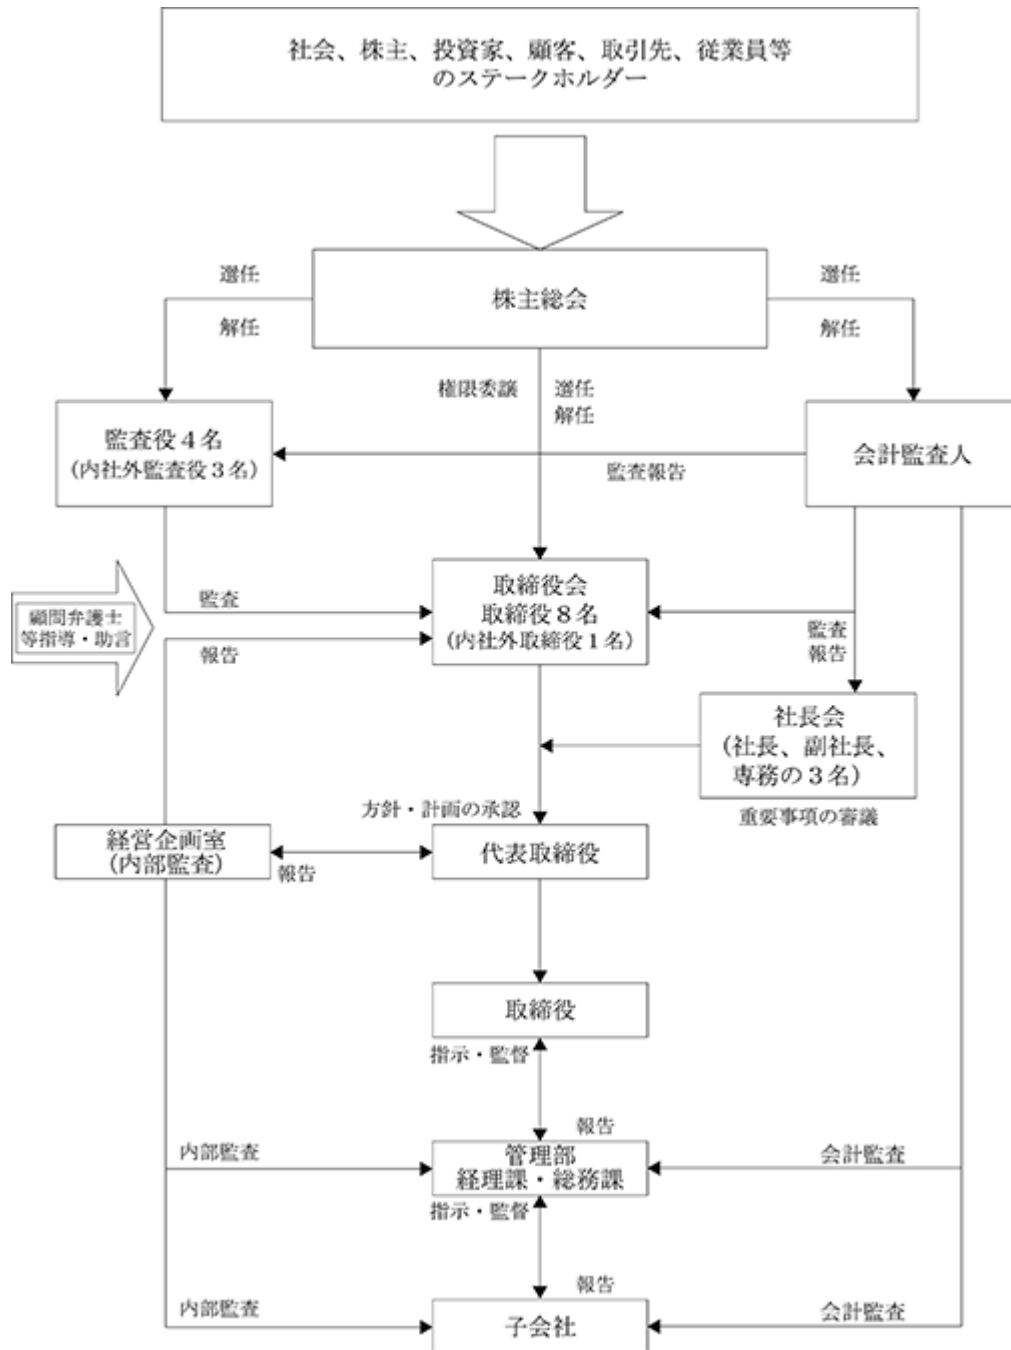 社会、株主、投資家、顧客、取引先、従業員等
のステークホルダー
株主総会
選任
解任
選任
解任
権限委譲
選任
解任
監査役４名
(内社外監査役３名)
会計監査人
監査報告
取締役会
取締役８名
(内社外取締役１名)
顧問弁護士
等指導・助言
監査
報告
監査
報告
社長会
(社長、副社長、
専務の３名)
重要事項の審議
方針・計画の承認
経営企画室
(内部監査)
報告
代表取締役
取締役
指示・監督
報告
内部監査
管理部
経理課・総務課
会計監査
指示・監督
報告
内部監査
子会社
会計監査